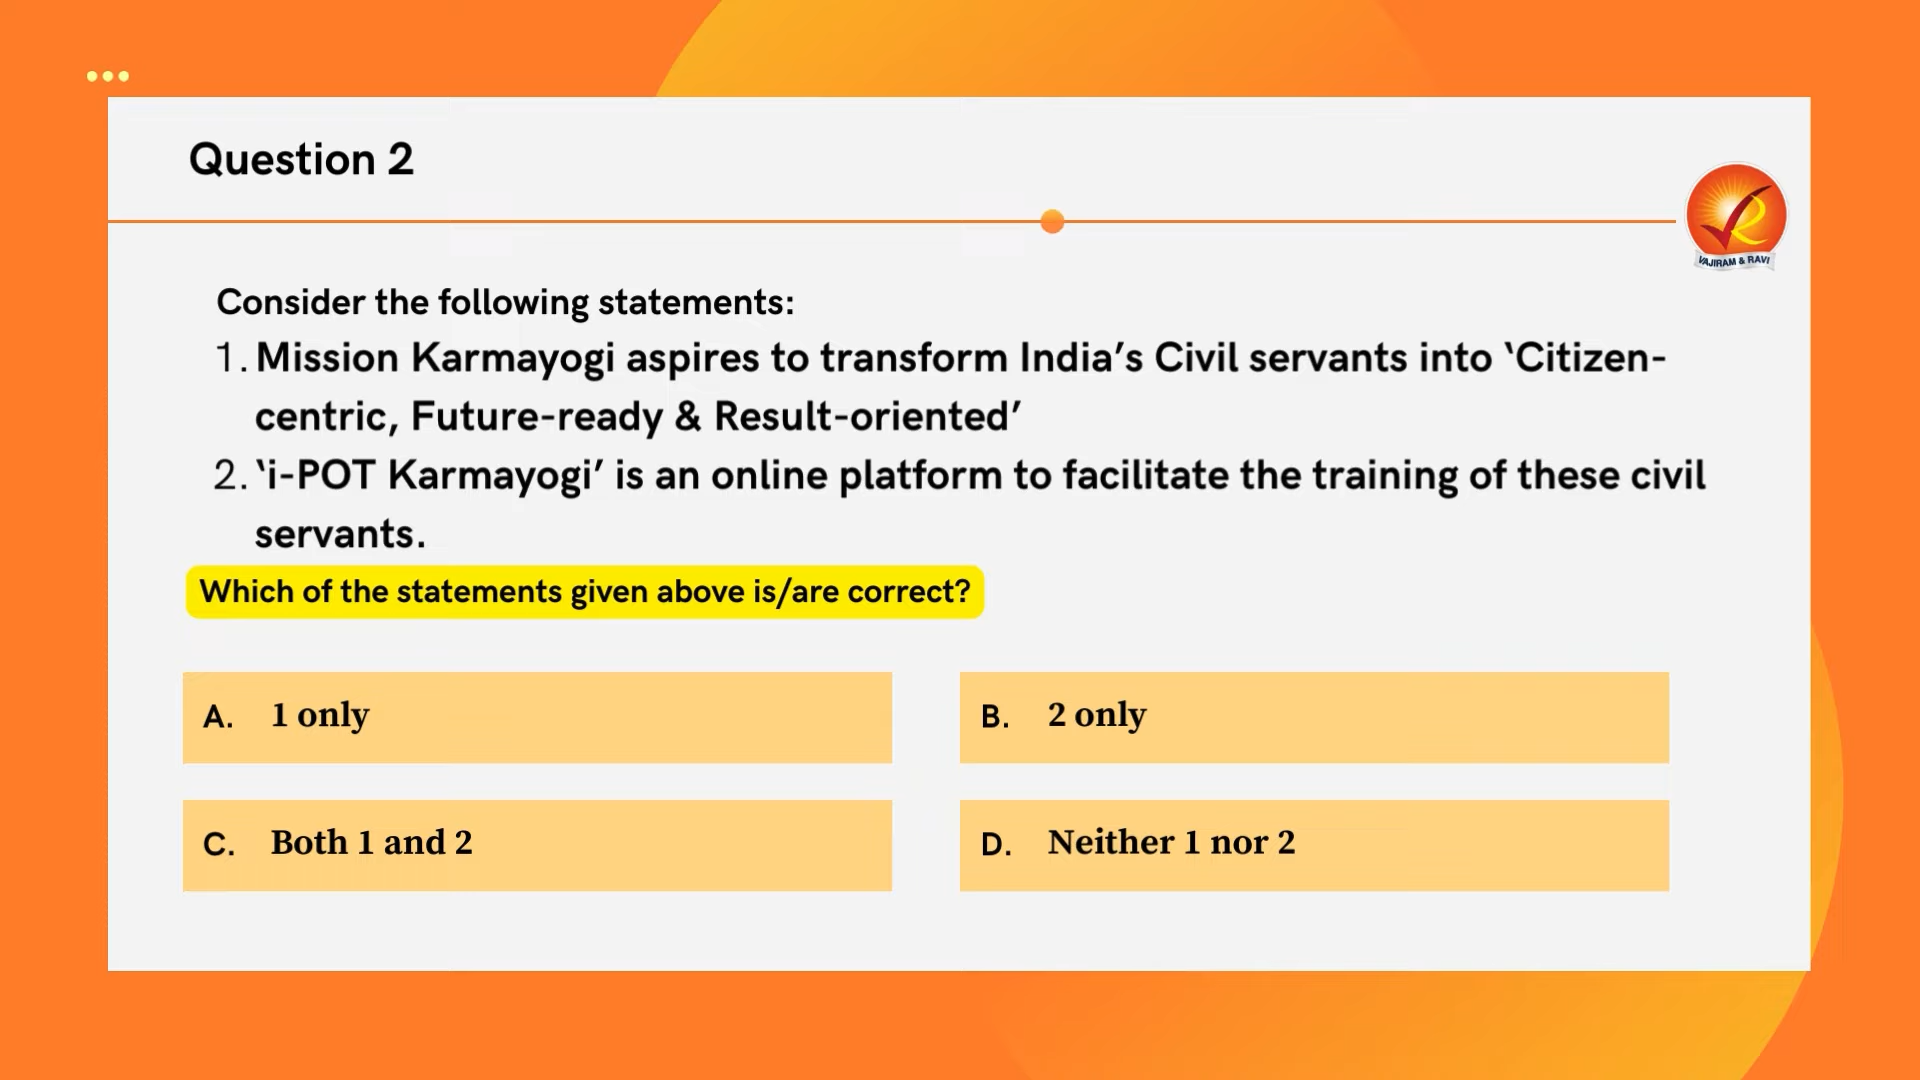 Question 2
VAJIRAM & RAVI
Consider the following statements:
1. Mission Karmayogi aspires to transform India’s Civil servants into ‘Citizen-
centric, Future-ready & Result-oriented’
2. ‘i-POT Karmayogi’ is an online platform to facilitate the training of these civil
servants.
Which of the statements given above is/are correct?
A. 1 only
B. 2 only
C. Both 1 and 2
D. Neither 1 nor 2